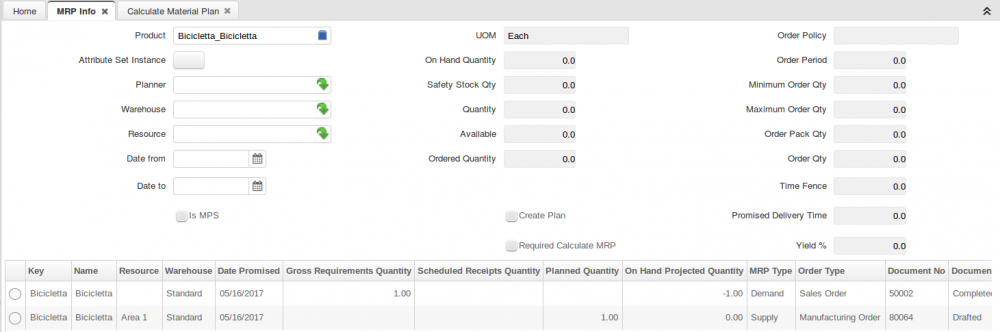 Home MRP Info Calculate Material Plan
Product Bicicletta_Bicicletta UOM Each Order Policy
Attribute Set Instance On Hand Quantity 0.0 Order Period 0.0
Planner Safety Stock Qty 0.0 Minimum Order Qty 0.0
Warehouse Quantity 0.0 Maximum Order Qty 0.0
Resource Available 0.0 Order Pack Qty 0.0
Date from Ordered Quantity 0.0 Order Qty 0.0
Date to Time Fence 0.0
Is MPS Create Plan Promised Delivery Time 0.0
Required Calculate MRP Yield % 0.0
Key Name Resource Warehouse Date Promised Gross Requirements Quantity Scheduled Receipts Quantity Planned Quantity On Hand Projected Quantity MRP Type Order Type Document No Documen
Bicicletta Bicicletta Standard 05/16/2017 1.00 -1.00 Demand Sales Order 50002 Complete
Bicicletta Bicicletta Area 1 Standard 05/16/2017 1.00 0.00 Supply Manufacturing Order 80064 Drafted